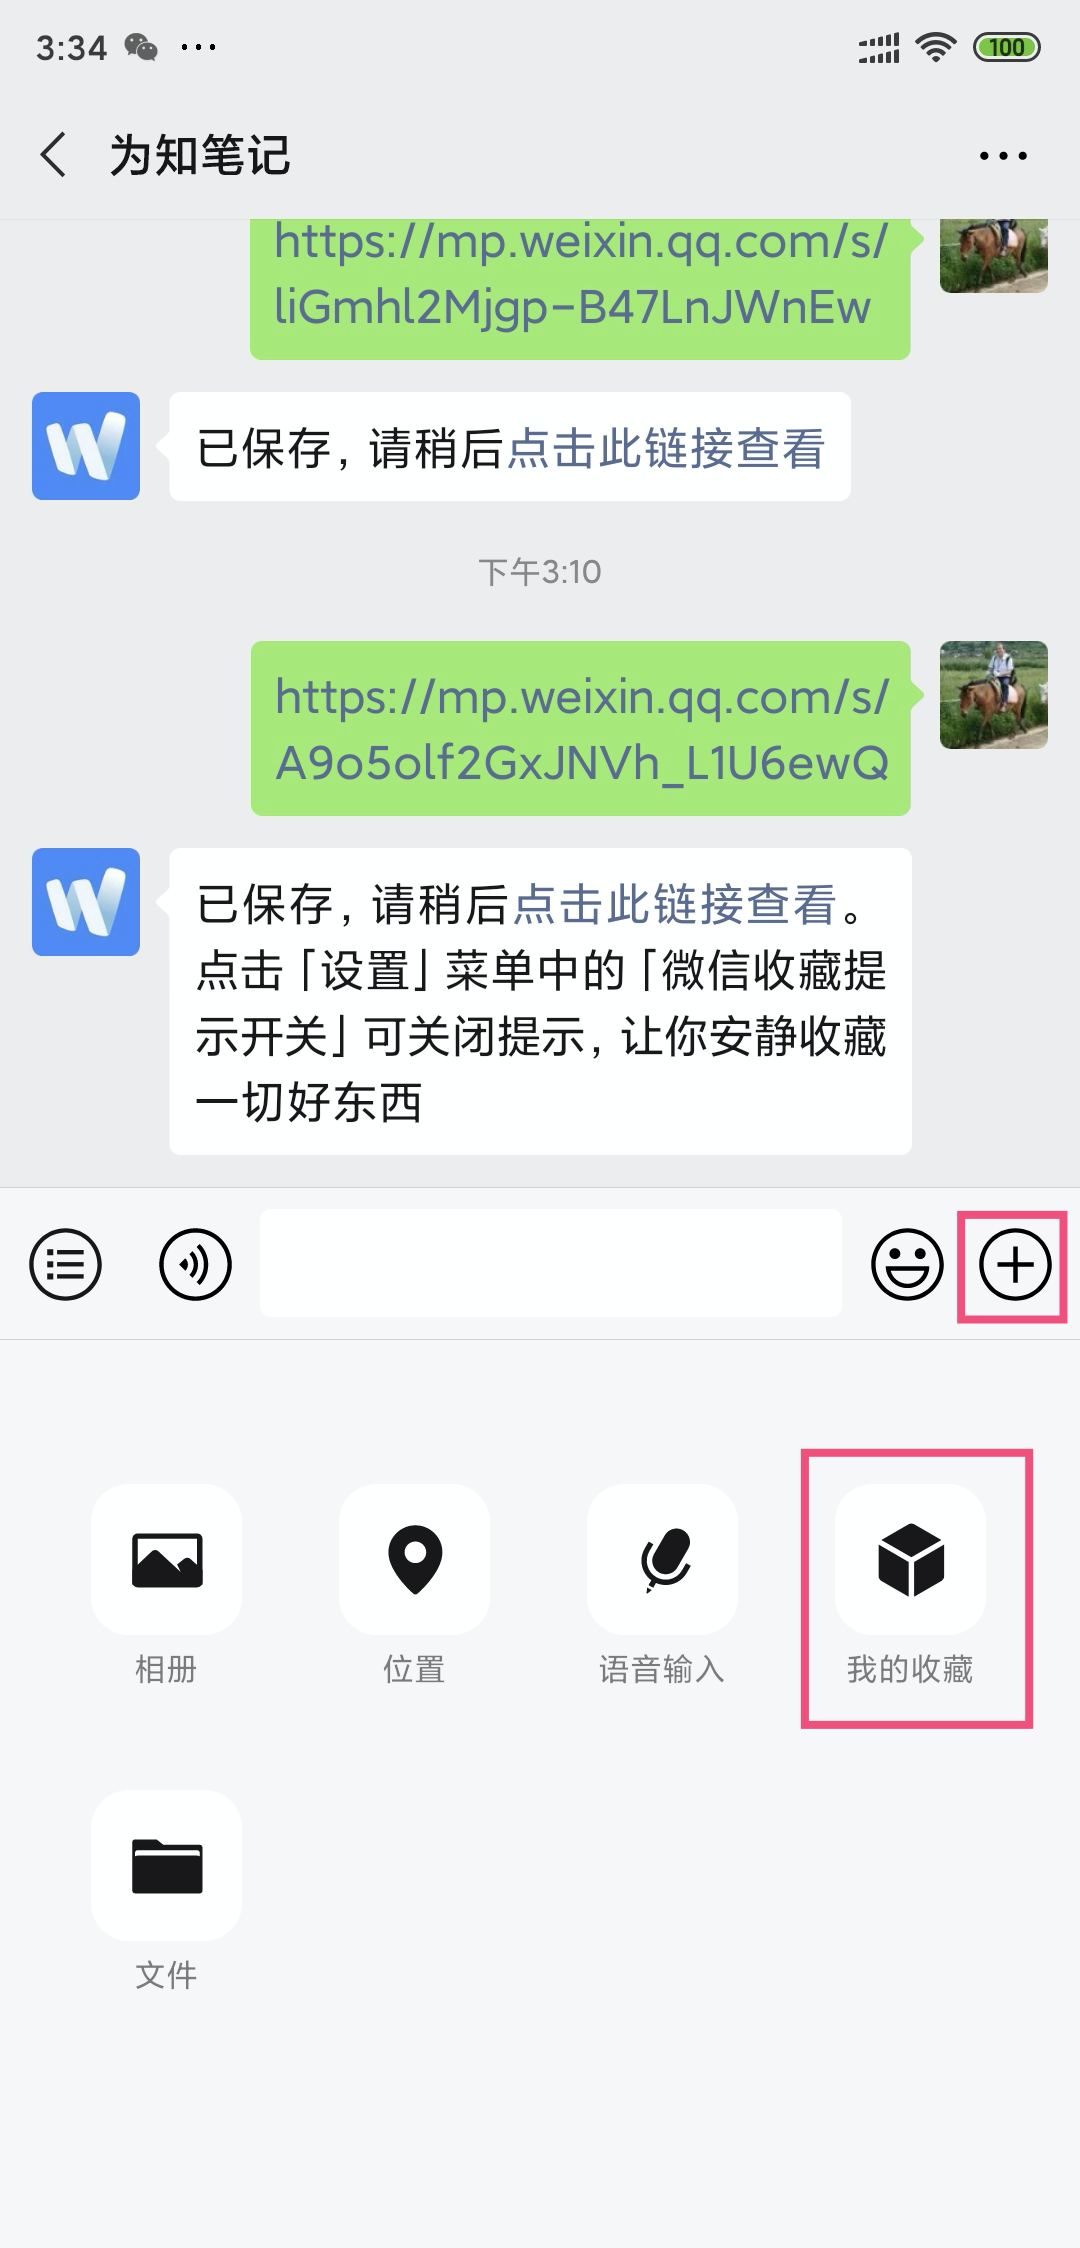 3:34
100
为知笔记
https://mp.weixin.qq.com/s/
liGmhl2Mjgp-B47LnJWnEw
已保存，请稍后点击此链接查看
下午3:10
https://mp.weixin.qq.com/s/
A9o5olf2GxJNVh_L1U6ewQ
已保存，请稍后点击此链接查看。
点击「设置」菜单中的「微信收藏提
示开关」可关闭提示，让你安静收藏
一切好东西
相册
位置
语音输入
我的收藏
文件